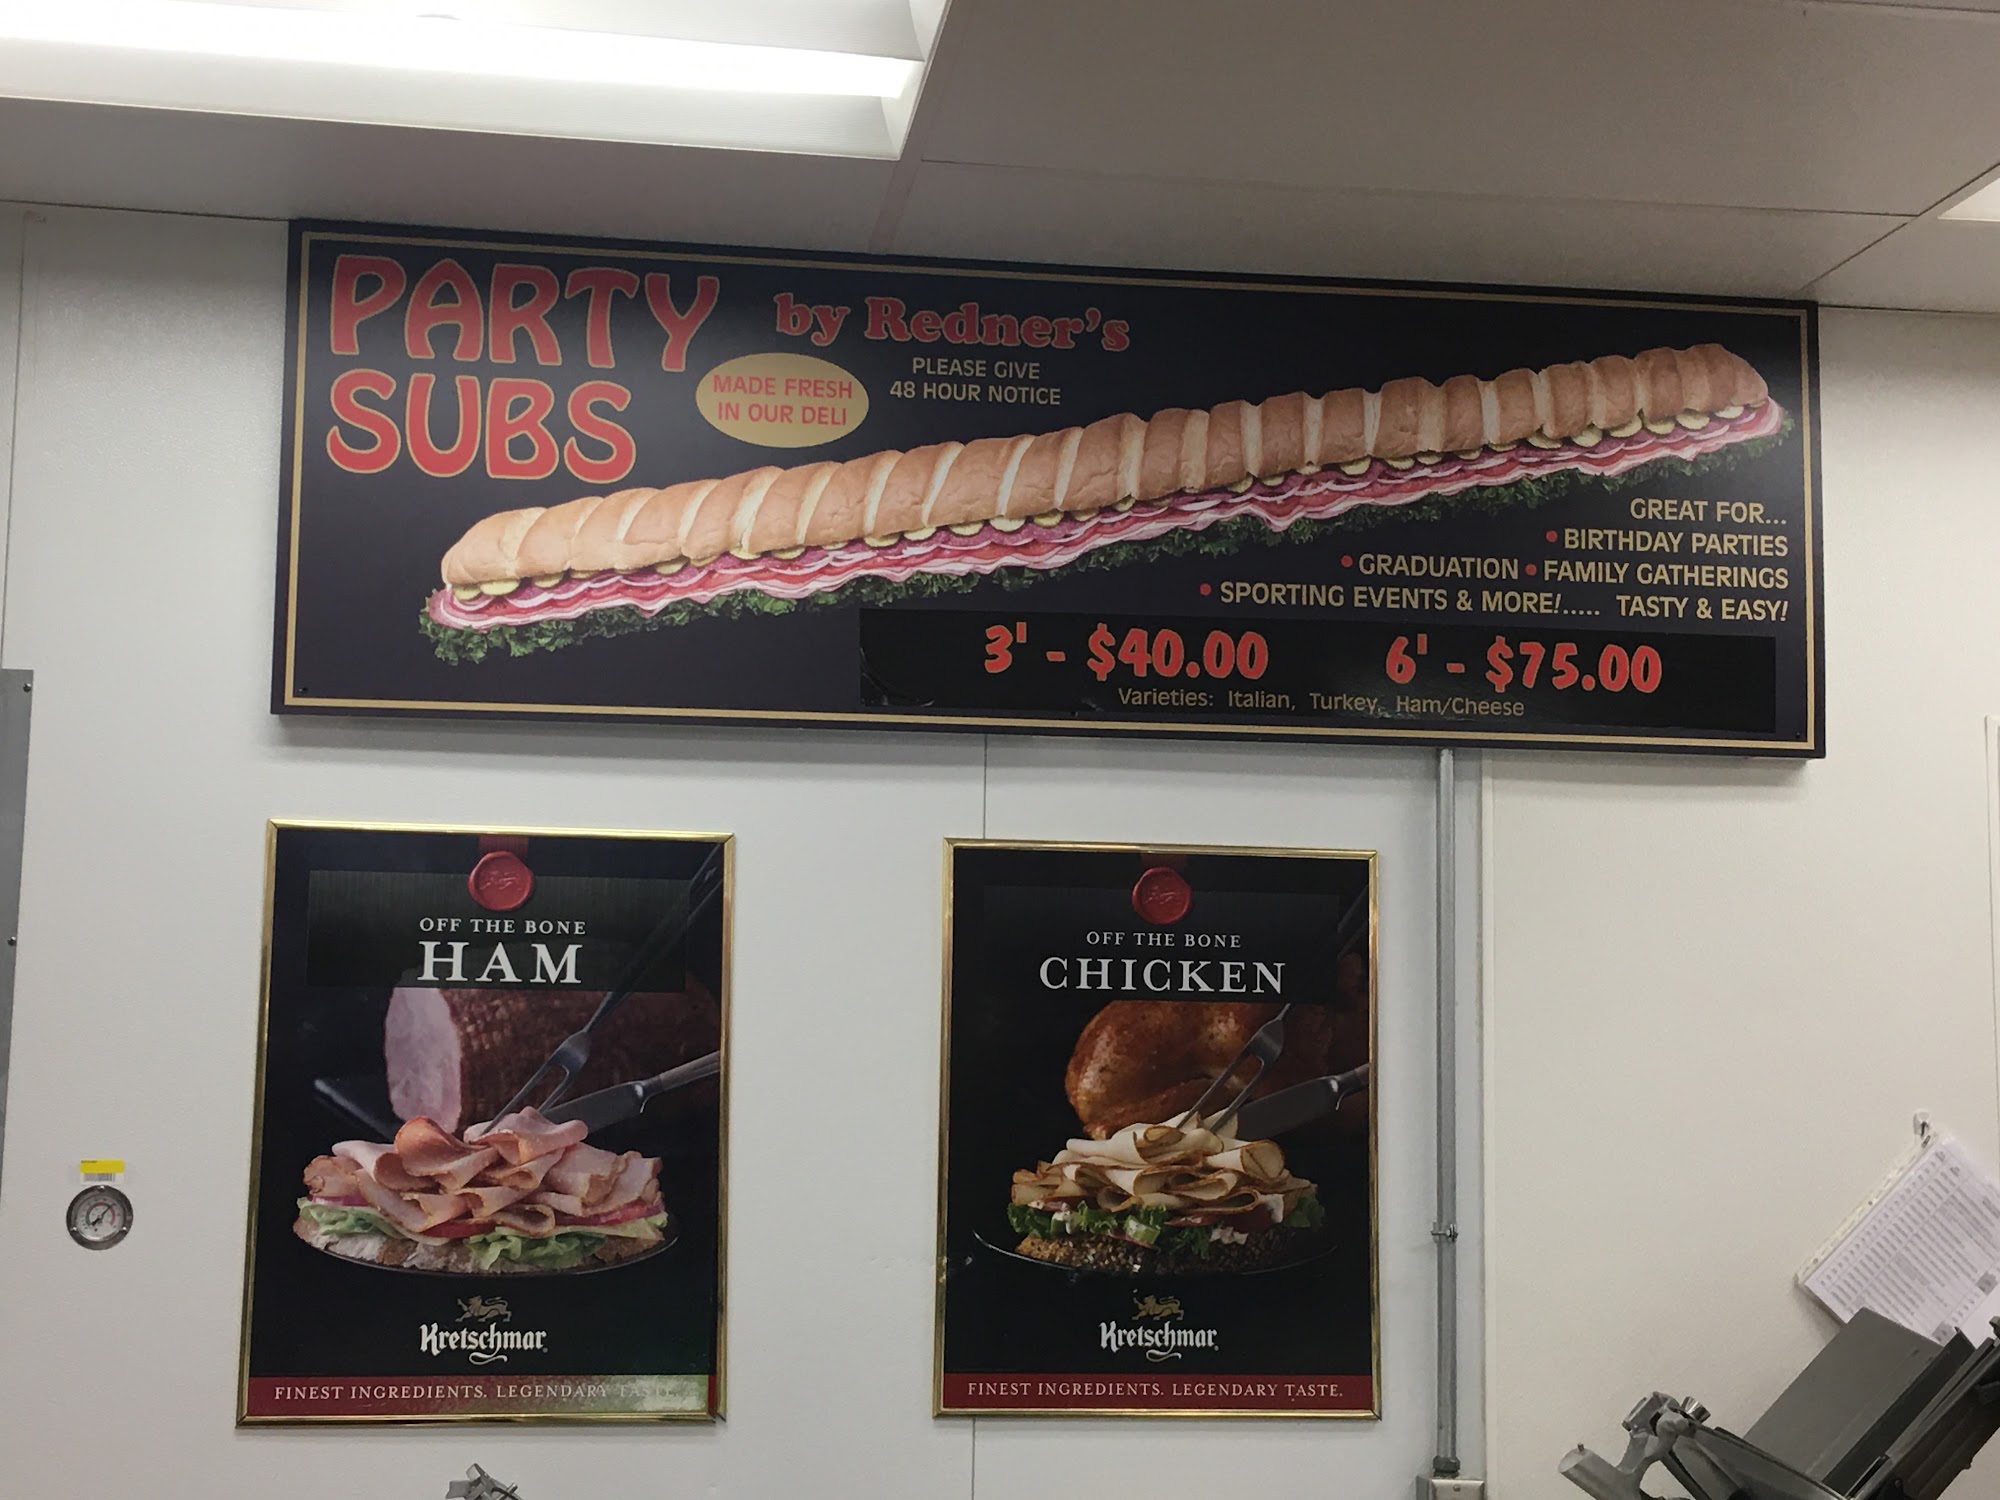 PARTY
SUBS
by Redner's
MADE FRESH
IN OUR DELI
PLEASE GIVE
48 HOUR NOTICE
GREAT FOR...
• BIRTHDAY PARTIES
• GRADUATION • FAMILY GATHERINGS
• SPORTING EVENTS & MORE!..... TASTY & EASY!
3' - $40.00 6' - $75.00
Varieties: Italian, Turkey, Ham/Cheese
OFF THE BONE
HAM
Kretschmar
FINEST INGREDIENTS. LEGENDARY TASTE.
OFF THE BONE
CHICKEN
Kretschmar
FINEST INGREDIENTS. LEGENDARY TASTE.